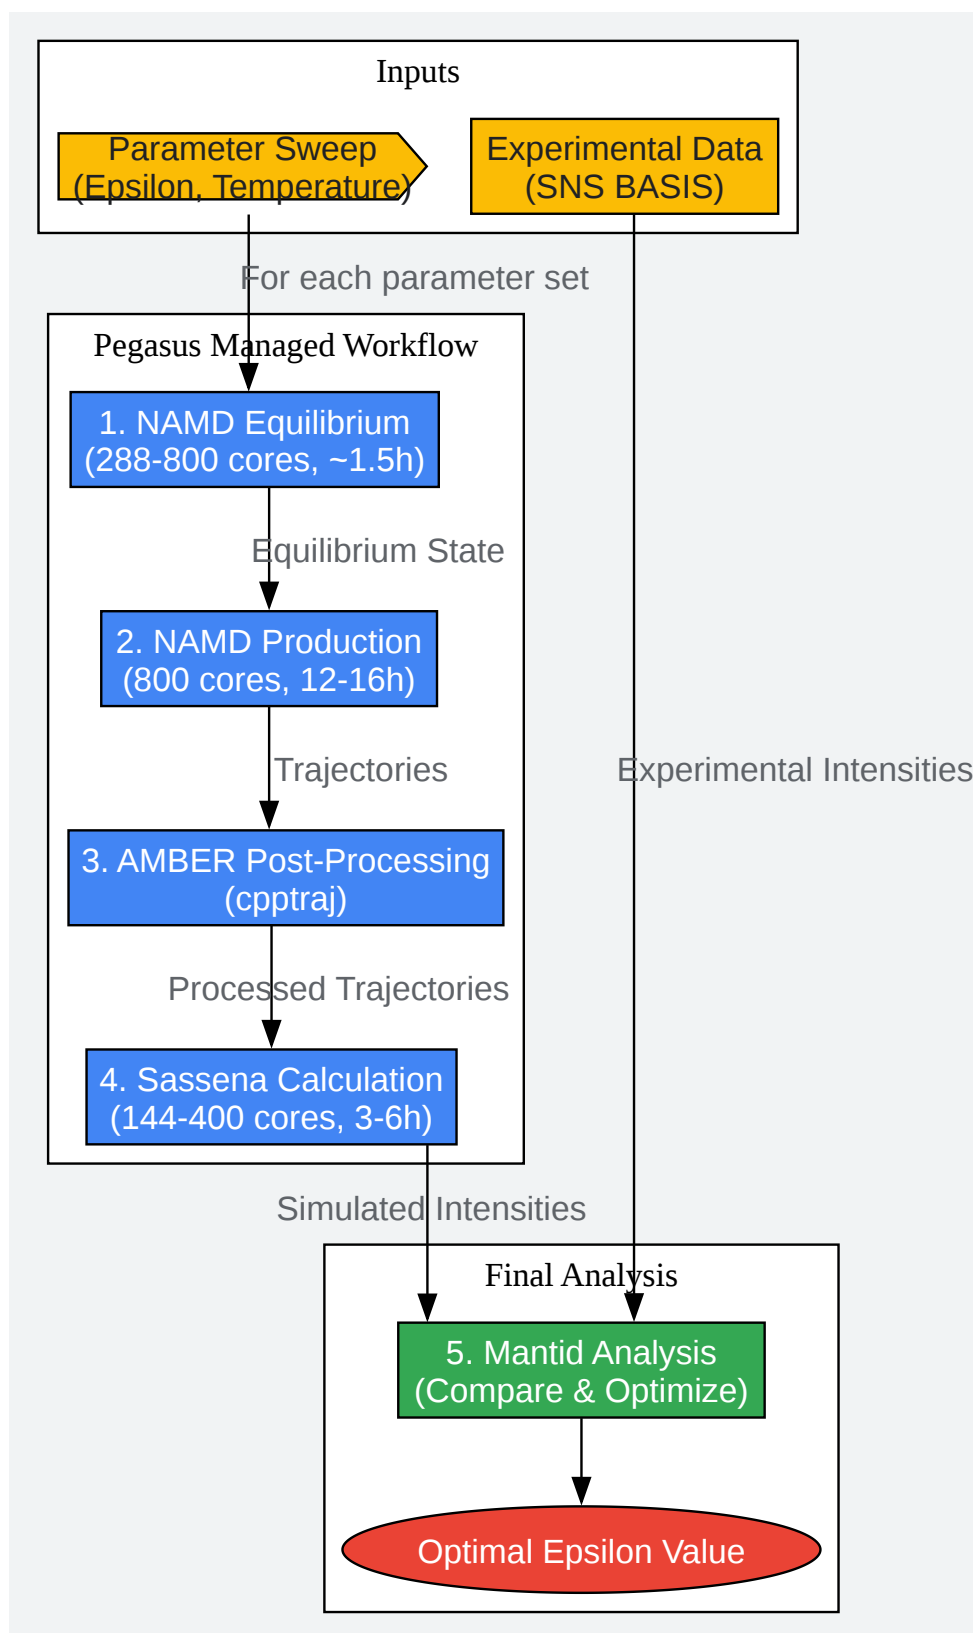 Inputs
Parameter Sweep
(Epsilon, Temperature)
Experimental Data
(SNS BASIS)
For each parameter set
Pegasus Managed Workflow
1. NAMD Equilibrium
(288-800 cores, ~1.5h)
Equilibrium State
2. NAMD Production
(800 cores, 12-16h)
Trajectories
Experimental Intensities
3. AMBER Post-Processing
(cpptraj)
Processed Trajectories
4. Sassena Calculation
(144-400 cores, 3-6h)
Simulated Intensities
Final Analysis
5. Mantid Analysis
(Compare & Optimize)
Optimal Epsilon Value